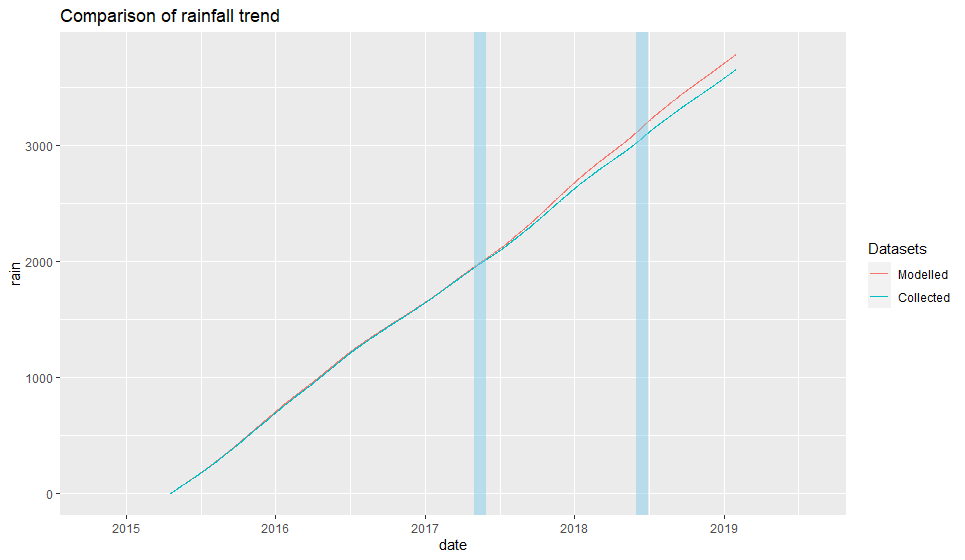 Comparison of rainfall trend
3000
2000
1000
0
rain
2015
2016
2017
2018
2019
date
Datasets
Modelled
Collected